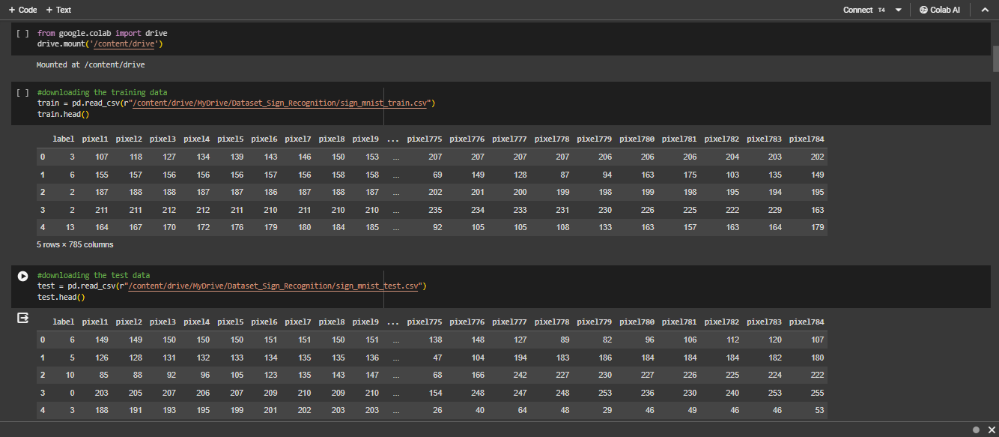 + Code + Text Connect T4 Colab AI
[ ] from google.colab import drive
drive.mount('/content/drive')
Mounted at /content/drive
[ ] #downloading the training data
train = pd.read_csv(r"/content/drive/MyDrive/Dataset_Sign_Recognition/sign_mnist_train.csv")
train.head()
label pixel1 pixel2 pixel3 pixel4 pixel5 pixel6 pixel7 pixel8 pixel9 ... pixel775 pixel776 pixel777 pixel778 pixel779 pixel780 pixel781 pixel782 pixel783 pixel784
0 3 107 118 127 134 139 143 146 150 153 ... 207 207 207 207 206 206 206 204 203 202
1 6 155 157 156 156 156 157 156 158 158 ... 69 149 128 87 94 163 175 103 135 149
2 2 187 188 188 187 187 186 187 188 187 ... 202 201 200 199 198 199 198 195 194 195
3 2 211 211 212 212 211 210 211 210 210 ... 235 234 233 231 230 226 225 222 229 163
4 13 164 167 170 172 176 179 180 184 185 ... 92 105 105 108 133 163 157 163 164 179
5 rows × 785 columns
#downloading the test data
test = pd.read_csv(r"/content/drive/MyDrive/Dataset_Sign_Recognition/sign_mnist_test.csv")
test.head()
label pixel1 pixel2 pixel3 pixel4 pixel5 pixel6 pixel7 pixel8 pixel9 ... pixel775 pixel776 pixel777 pixel778 pixel779 pixel780 pixel781 pixel782 pixel783 pixel784
0 6 149 149 150 150 150 151 151 150 151 ... 138 148 127 89 82 96 106 112 120 107
1 5 126 128 131 132 133 134 135 135 136 ... 47 104 194 183 186 184 184 184 182 180
2 10 85 88 92 96 105 123 135 143 147 ... 68 166 242 227 230 227 226 225 224 222
3 0 203 205 207 206 207 209 210 209 210 ... 154 248 247 248 253 236 230 240 253 255
4 3 188 191 193 195 199 201 202 203 203 ... 26 40 64 48 29 46 49 46 46 53